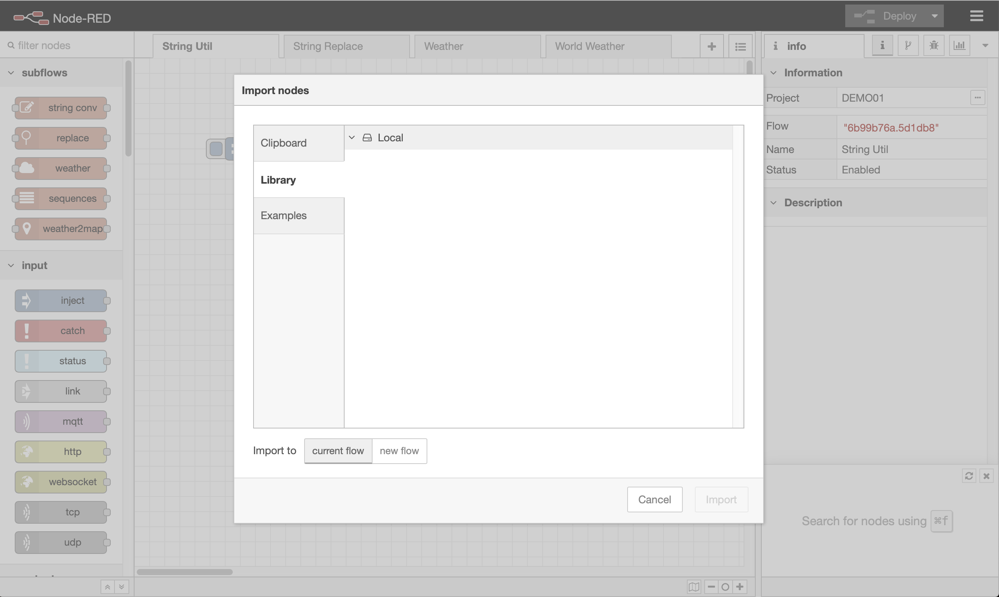 Node-RED
Deploy
filter nodes
String Util
String Replace
Weather
World Weather
info
subflows
string conv
replace
weather
sequences
weather2map
input
inject
catch
status
link
mqtt
http
websocket
tcp
udp
Import nodes
Clipboard
Library
Examples
Local
Import to
current flow
new flow
Cancel
Import
Information
Project
DEMO01
Flow
"6b99b76a.5d1db8"
Name
String Util
Status
Enabled
Description
Search for nodes using ⌘f